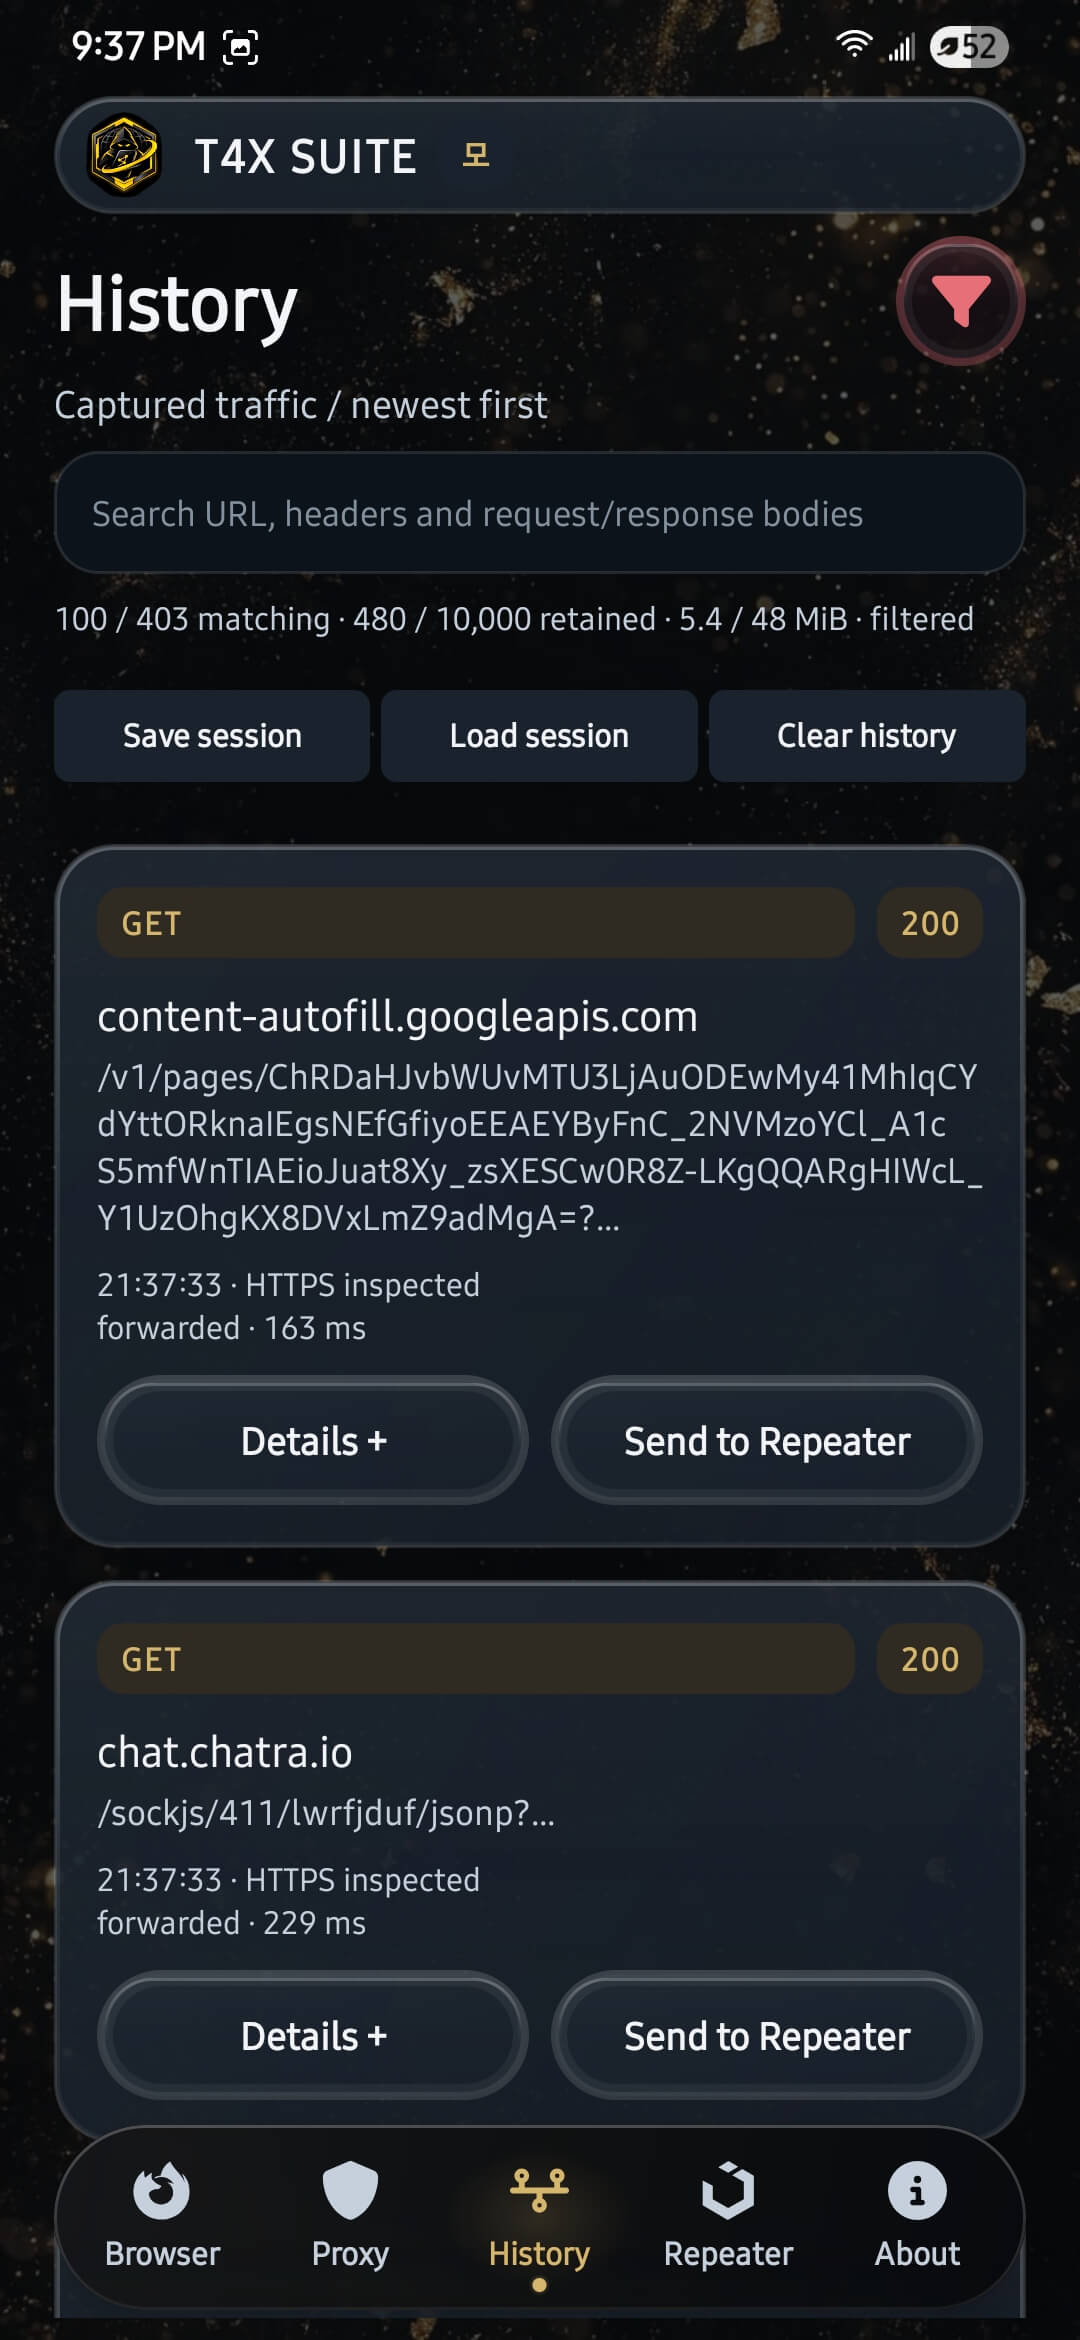 9:37 PM
52
T4X SUITE 모
History
Captured traffic / newest first
Search URL, headers and request/response bodies
100 / 403 matching · 480 / 10,000 retained · 5.4 / 48 MiB · filtered
Save session
Load session
Clear history
GET
200
content-autofill.googleapis.com
/v1/pages/ChRDaHJvbWUvMTU3LjAuODEwMy41MhIqCY
dYttORknaIEgsNEfGfiyoEEAEYByFnC_2NVMzoYCl_A1c
S5mfWnTIAEioJuat8Xy_zsXESCw0R8Z-LKgQQARgHIWcL_
Y1UzOhgKX8DVxLmZ9adMgA=?...
21:37:33 · HTTPS inspected
forwarded · 163 ms
Details +
Send to Repeater
GET
200
chat.chatra.io
/sockjs/411/lwrfjduf/jsonp?...
21:37:33 · HTTPS inspected
forwarded · 229 ms
Details +
Send to Repeater
Browser
Proxy
History
Repeater
About